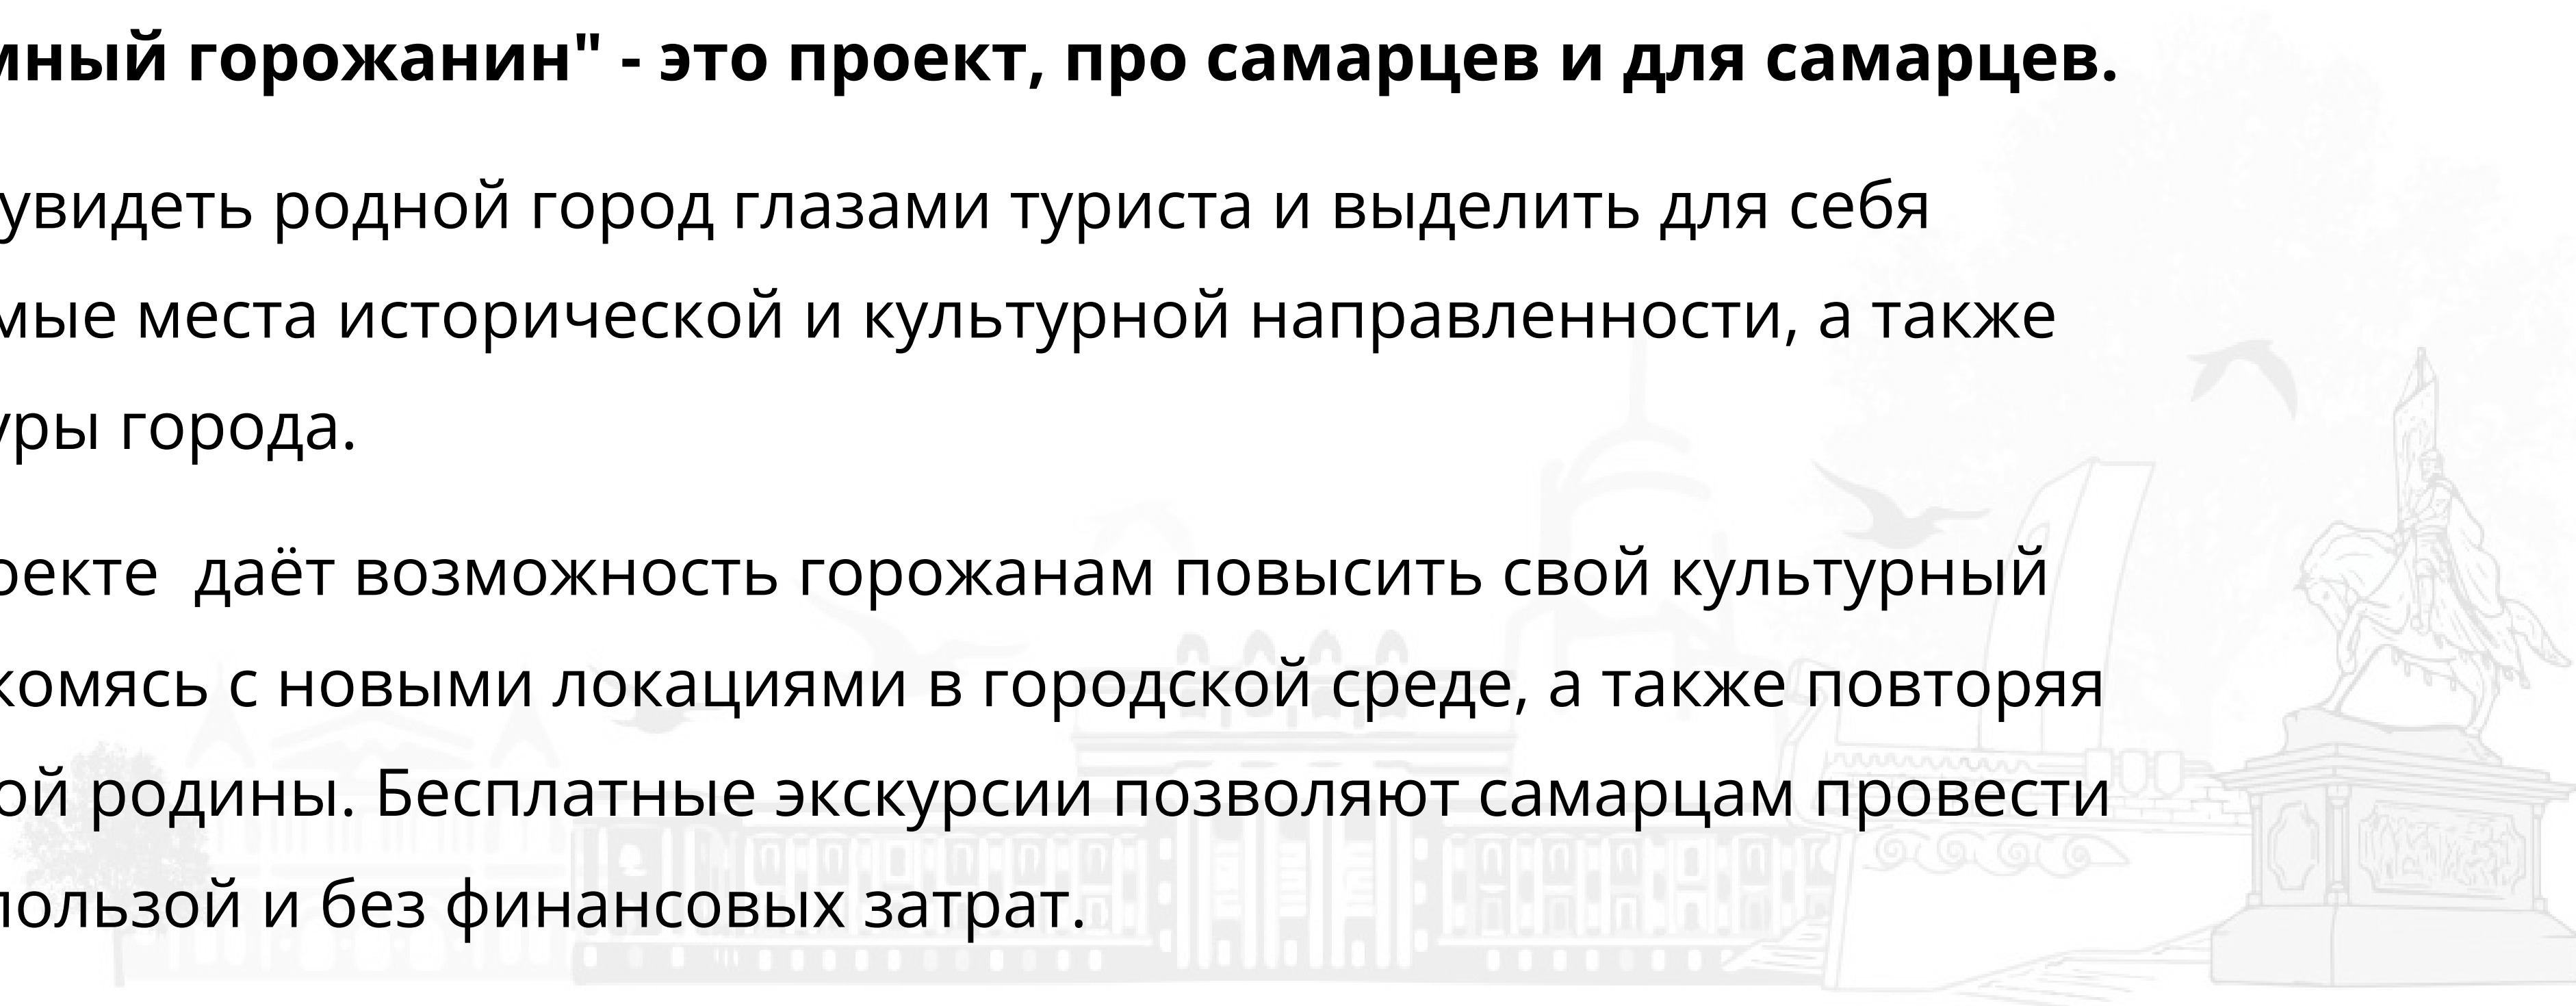 мный горожанин" - это проект, про самарцев и для самарцев.
увидеть родной город глазами туриста и выделить для себя
мые места исторической и культурной направленности, а также
уры города.
оекте даёт возможность горожанам повысить свой культурный
комясь с новыми локациями в городской среде, а также повторяя
ой родины. Бесплатные экскурсии позволяют самарцам провести
пользой и без финансовых затрат.